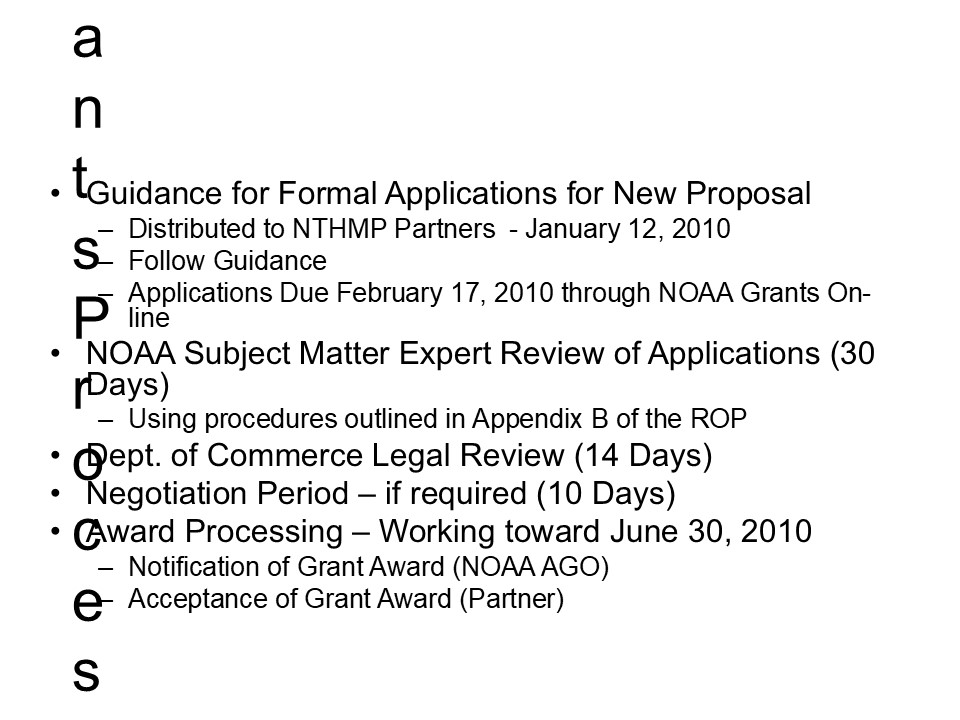 a
n
t
s
P
r
o
c
e
s
• Guidance for Formal Applications for New Proposal
– Distributed to NTHMP Partners - January 12, 2010
– Follow Guidance
– Applications Due February 17, 2010 through NOAA Grants On-
line
• NOAA Subject Matter Expert Review of Applications (30
Days)
– Using procedures outlined in Appendix B of the ROP
• Dept. of Commerce Legal Review (14 Days)
• Negotiation Period – if required (10 Days)
• Award Processing – Working toward June 30, 2010
– Notification of Grant Award (NOAA AGO)
– Acceptance of Grant Award (Partner)